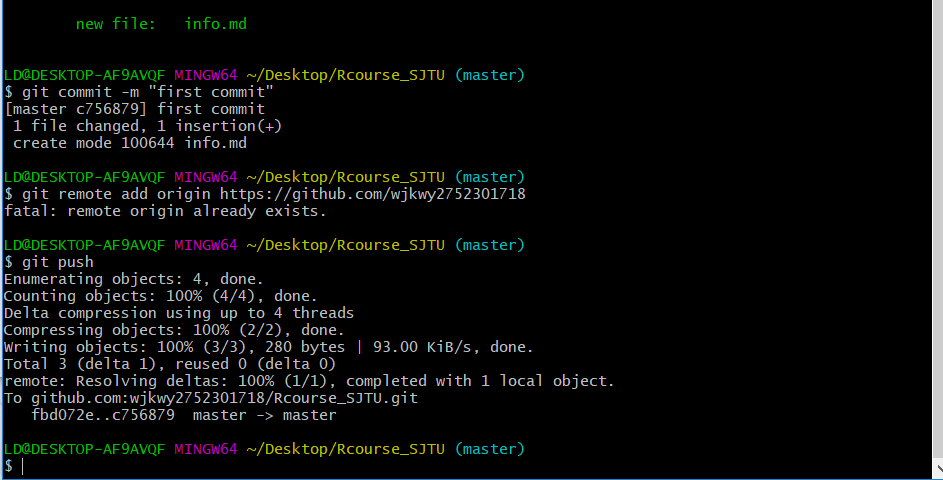 new file:   info.md
LD@DESKTOP-AF9AVQF MINGW64 ~/Desktop/Rcourse_SJTU (master)
$ git commit -m "first commit"
[master c756879] first commit
 1 file changed, 1 insertion(+)
 create mode 100644 info.md
LD@DESKTOP-AF9AVQF MINGW64 ~/Desktop/Rcourse_SJTU (master)
$ git remote add origin https://github.com/wjkwy2752301718
fatal: remote origin already exists.
LD@DESKTOP-AF9AVQF MINGW64 ~/Desktop/Rcourse_SJTU (master)
$ git push
Enumerating objects: 4, done.
Counting objects: 100% (4/4), done.
Delta compression using up to 4 threads
Compressing objects: 100% (2/2), done.
Writing objects: 100% (3/3), 280 bytes | 93.00 KiB/s, done.
Total 3 (delta 1), reused 0 (delta 0)
remote: Resolving deltas: 100% (1/1), completed with 1 local object.
To github.com:wjkwy2752301718/Rcourse_SJTU.git
   fbd072e..c756879  master -> master
LD@DESKTOP-AF9AVQF MINGW64 ~/Desktop/Rcourse_SJTU (master)
$